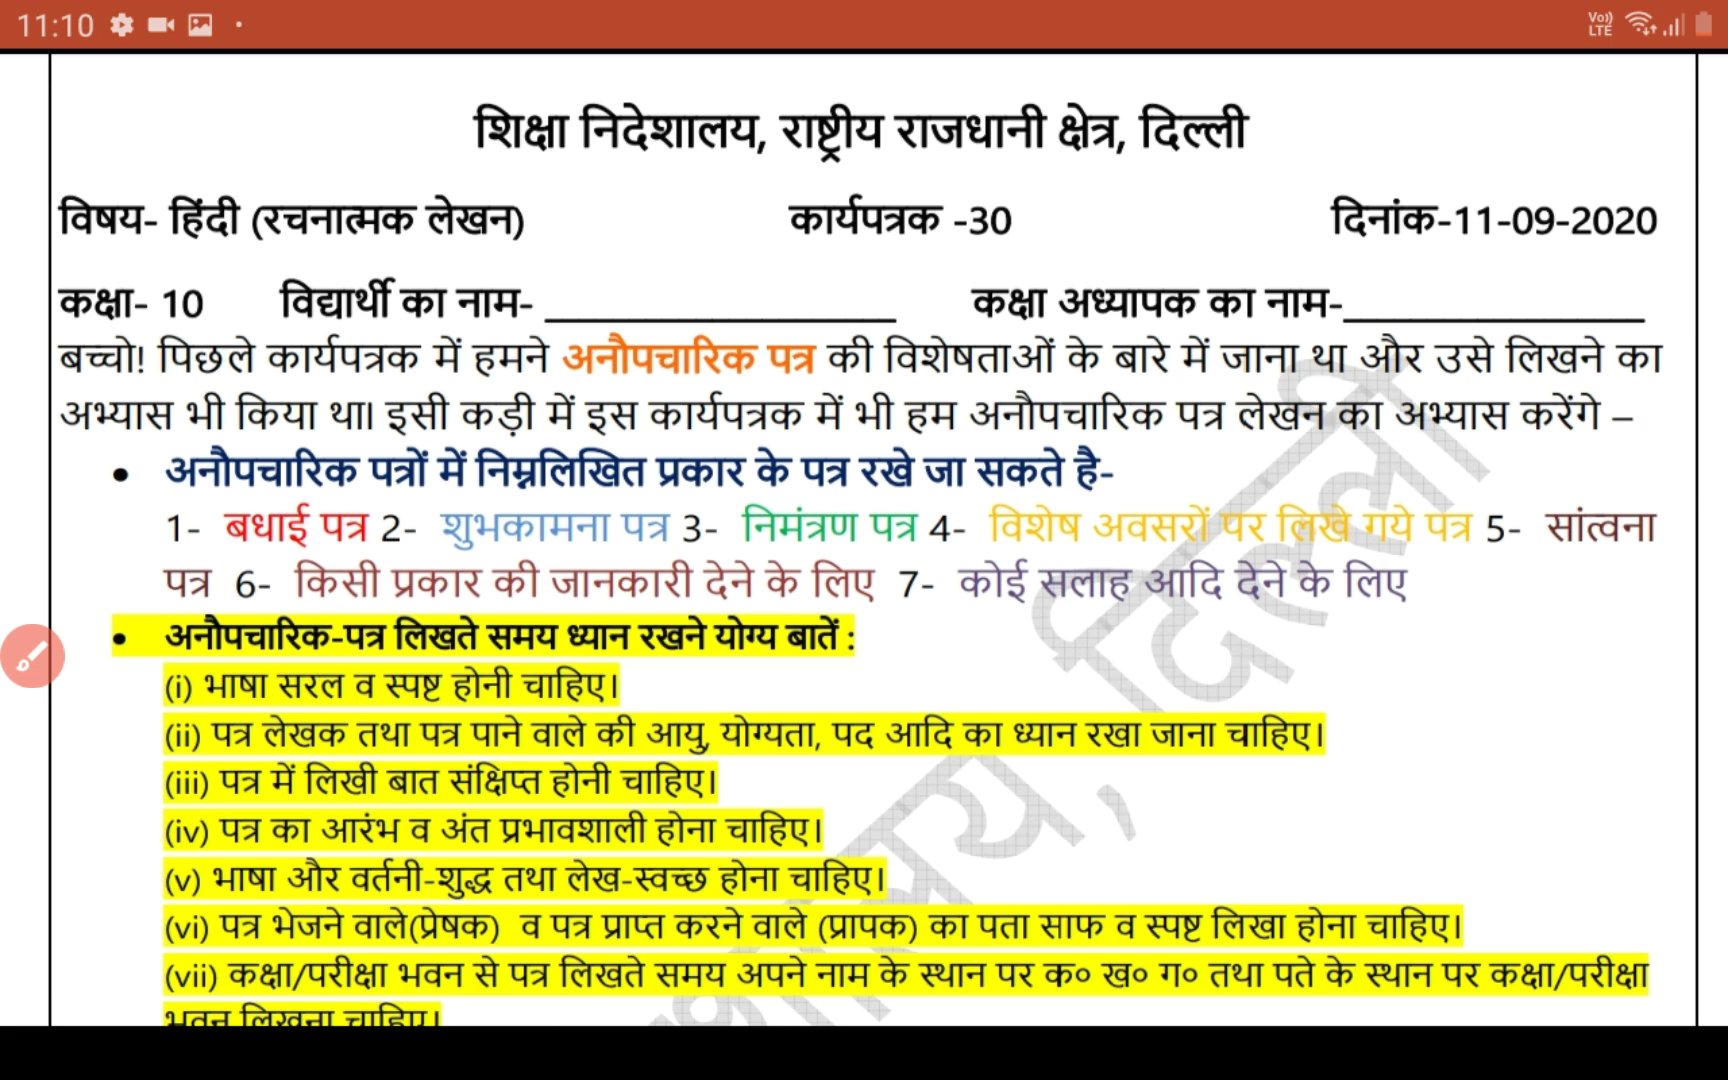 11:10
Vo)) LTE
शिक्षा निदेशालय, राष्ट्रीय राजधानी क्षेत्र, दिल्ली
विषय- हिंदी (रचनात्मक लेखन) कार्यपत्रक -30 दिनांक-11-09-2020
कक्षा- 10 विद्यार्थी का नाम- __________________ कक्षा अध्यापक का नाम-________________
बच्चो! पिछले कार्यपत्रक में हमने अनौपचारिक पत्र की विशेषताओं के बारे में जाना था और उसे लिखने का
अभ्यास भी किया था। इसी कड़ी में इस कार्यपत्रक में भी हम अनौपचारिक पत्र लेखन का अभ्यास करेंगे –
• अनौपचारिक पत्रों में निम्नलिखित प्रकार के पत्र रखे जा सकते है-
1- बधाई पत्र 2- शुभकामना पत्र 3- निमंत्रण पत्र 4- विशेष अवसरों पर लिखे गये पत्र 5- सांत्वना
पत्र 6- किसी प्रकार की जानकारी देने के लिए 7- कोई सलाह आदि देने के लिए
• अनौपचारिक-पत्र लिखते समय ध्यान रखने योग्य बातें :
(i) भाषा सरल व स्पष्ट होनी चाहिए।
(ii) पत्र लेखक तथा पत्र पाने वाले की आयु, योग्यता, पद आदि का ध्यान रखा जाना चाहिए।
(iii) पत्र में लिखी बात संक्षिप्त होनी चाहिए।
(iv) पत्र का आरंभ व अंत प्रभावशाली होना चाहिए।
(v) भाषा और वर्तनी-शुद्ध तथा लेख-स्वच्छ होना चाहिए।
(vi) पत्र भेजने वाले(प्रेषक) व पत्र प्राप्त करने वाले (प्रापक) का पता साफ व स्पष्ट लिखा होना चाहिए।
(vii) कक्षा/परीक्षा भवन से पत्र लिखते समय अपने नाम के स्थान पर क० ख० ग० तथा पते के स्थान पर कक्षा/परीक्षा
भवन लिखना चाहिए।
दिल्ली